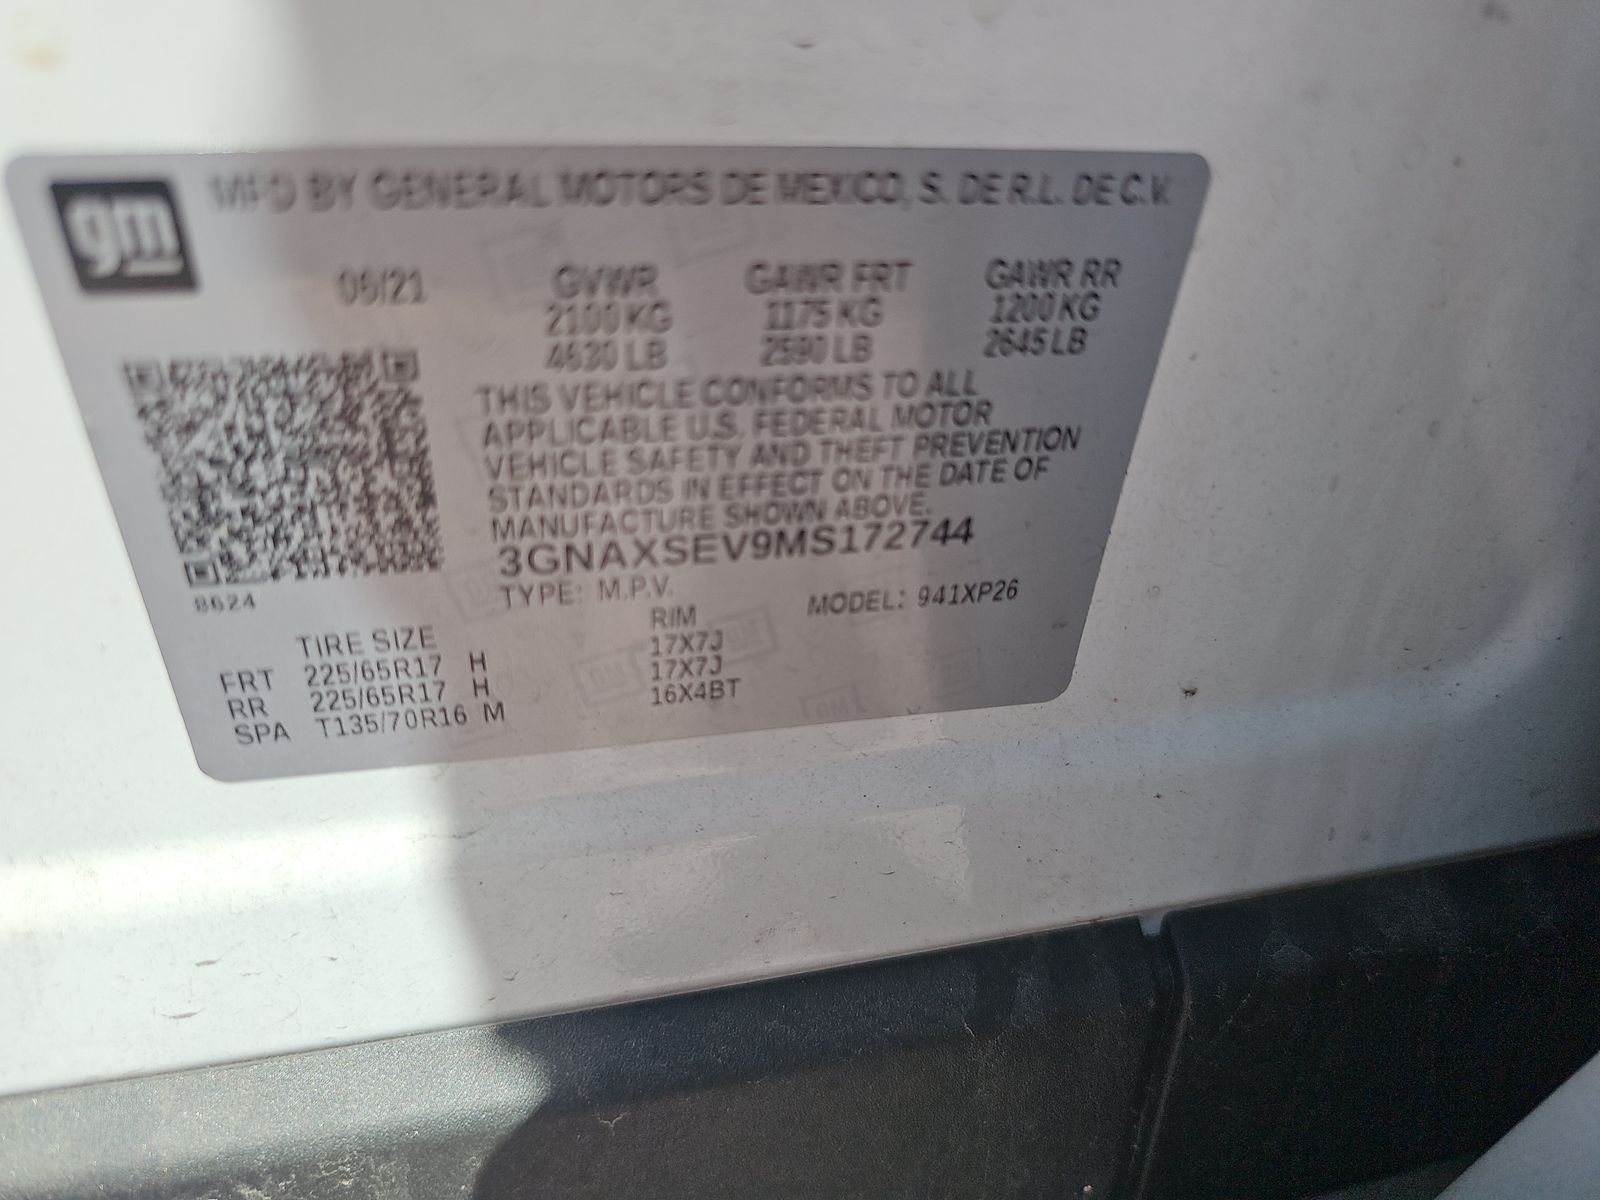 gm
MFD BY GENERAL MOTORS DE MEXICO, S. DE R.L. DE C.V.
06/21 GVWR GAWR FRT GAWR RR
2100 KG 1175 KG 1200 KG
4630 LB 2590 LB 2645 LB
THIS VEHICLE CONFORMS TO ALL
APPLICABLE U.S. FEDERAL MOTOR
VEHICLE SAFETY AND THEFT PREVENTION
STANDARDS IN EFFECT ON THE DATE OF
MANUFACTURE SHOWN ABOVE.
3GNAXSEV9MS172744
8624
TYPE: M.P.V. MODEL: 941XP26
TIRE SIZE RIM
FRT 225/65R17 H 17X7J
RR 225/65R17 H 17X7J
SPA T135/70R16 M 16X4BT